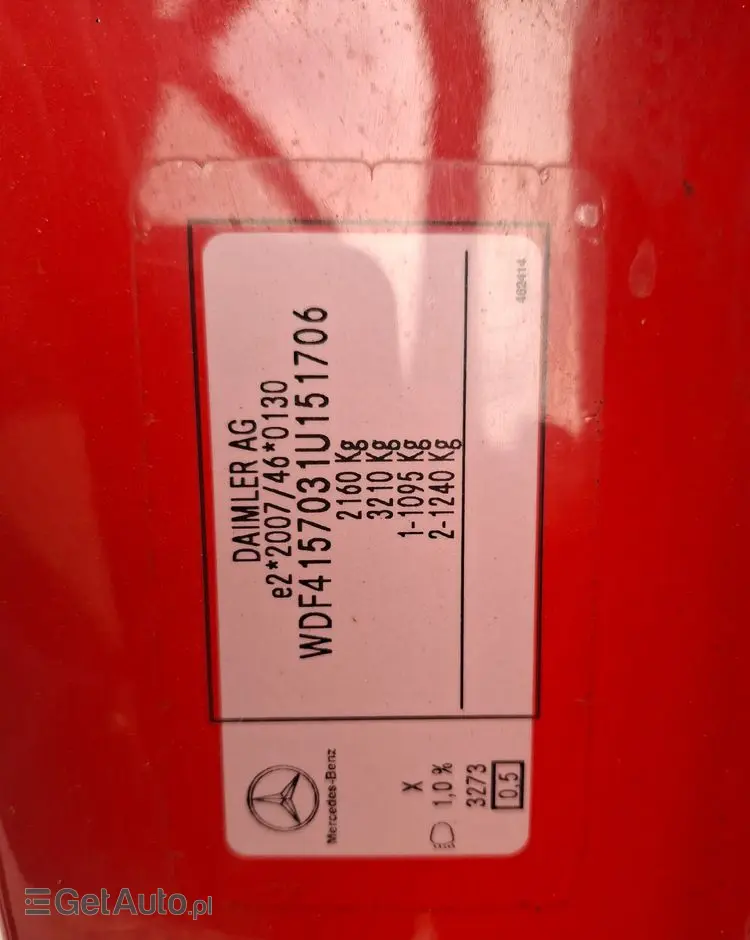 DAIMLER AG
e2*2007/46*0130
WDF4157031U151706
2160 Kg
3210 Kg
1-1095 Kg
2-1240 Kg
482414
Mercedes-Benz
X
1,0 %
3273
0.5
GetAuto.pl